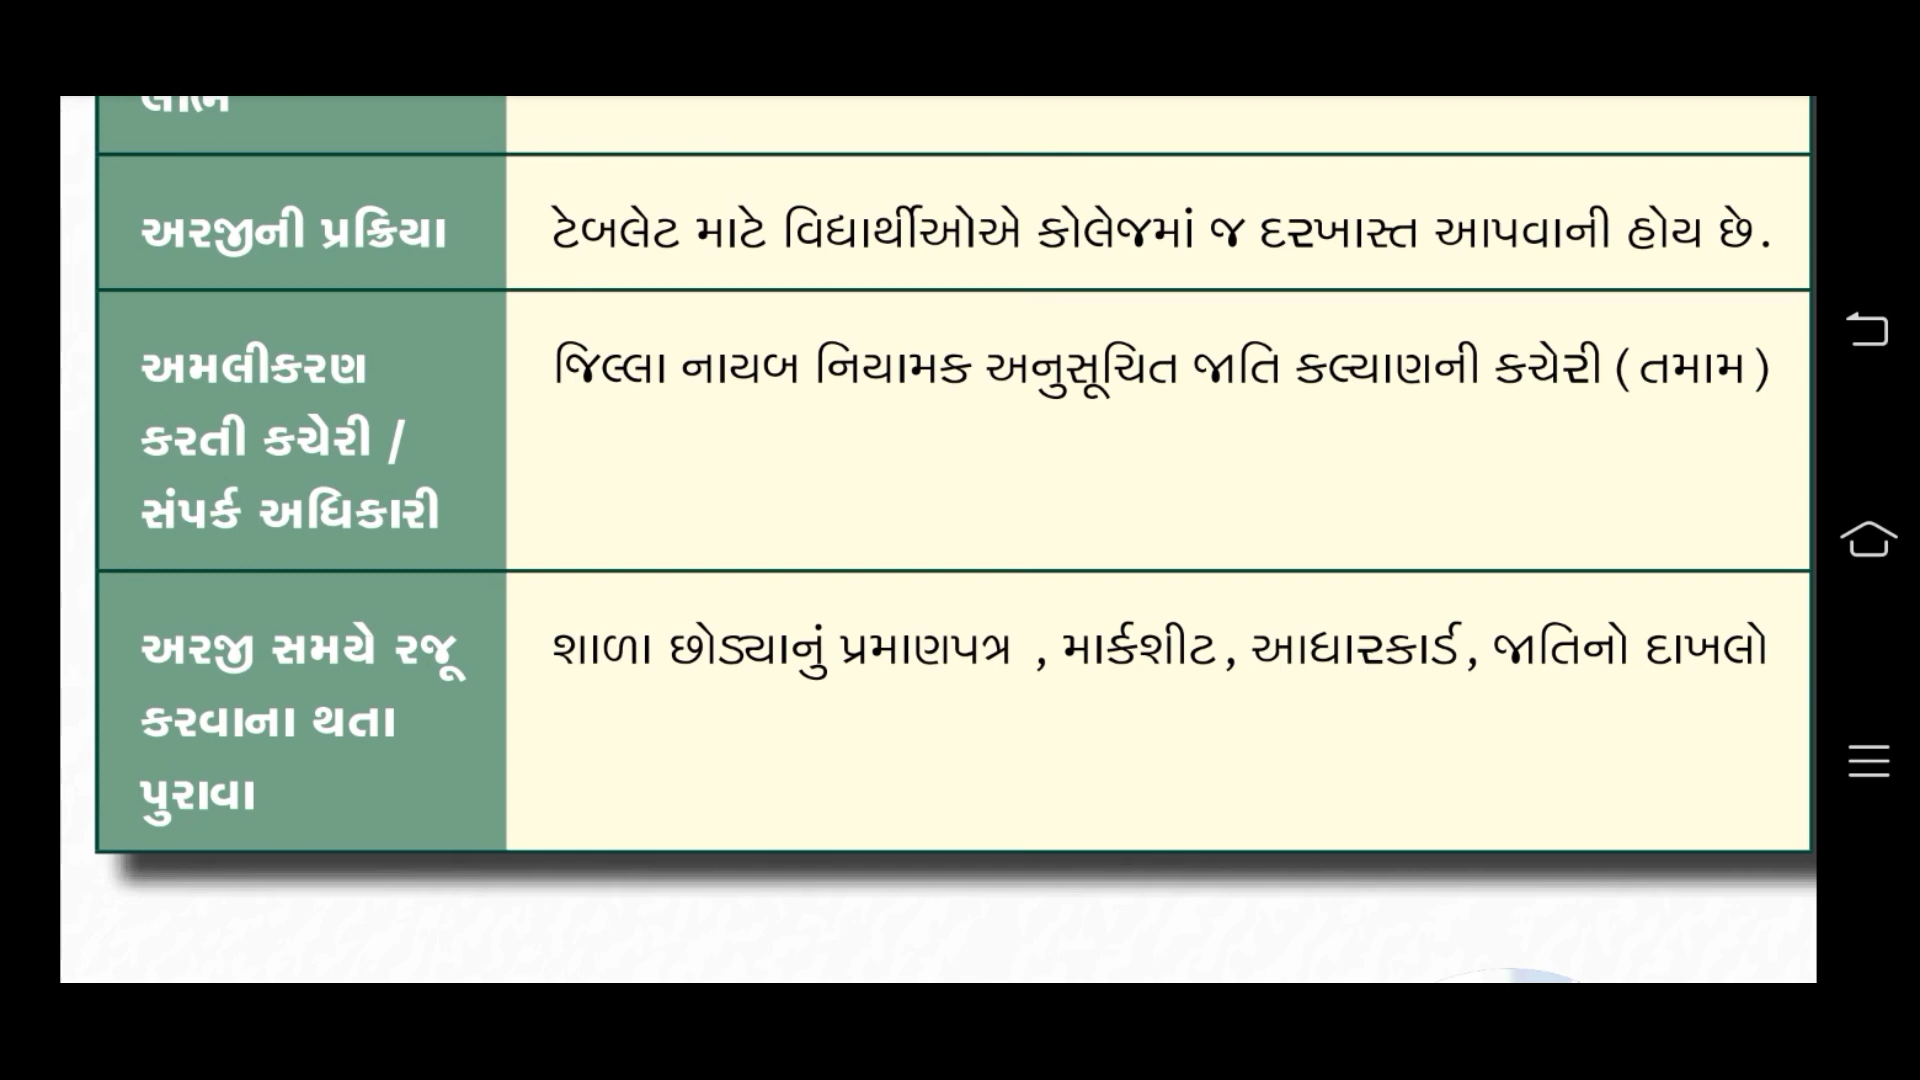 લાભ
અરજીની પ્રક્રિયા
ટેબલેટ માટે વિદ્યાર્થીઓએ કોલેજમાં જ દરખાસ્ત આપવાની હોય છે.
અમલીકરણ
કરતી કચેરી /
સંપર્ક અધિકારી
જિલ્લા નાયબ નિયામક અનુસૂચિત જાતિ કલ્યાણની કચેરી (તમામ)
અરજી સમયે રજૂ
કરવાના થતા
પુરાવા
શાળા છોડ્યાનું પ્રમાણપત્ર , માર્કશીટ, આધારકાર્ડ, જાતિનો દાખલો